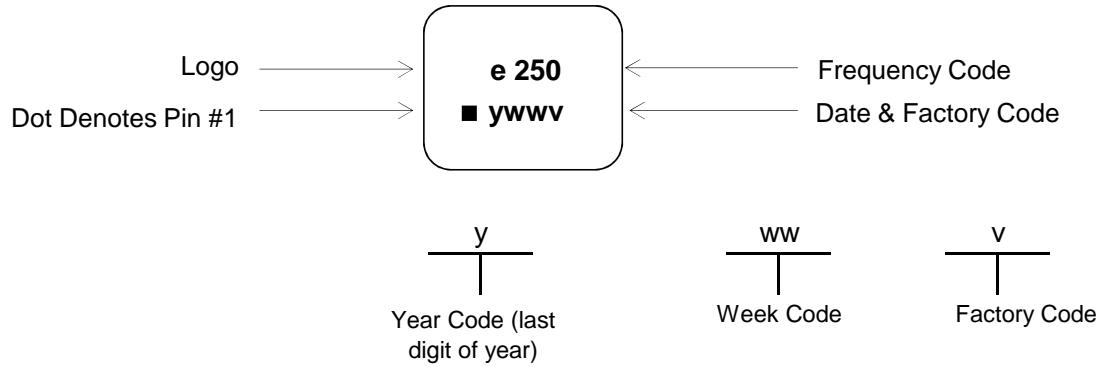 Logo
e 250
Frequency Code
Dot Denotes Pin #1
■ ywwv
Date & Factory Code
y
ww
v
Year Code (last
digit of year)
Week Code
Factory Code